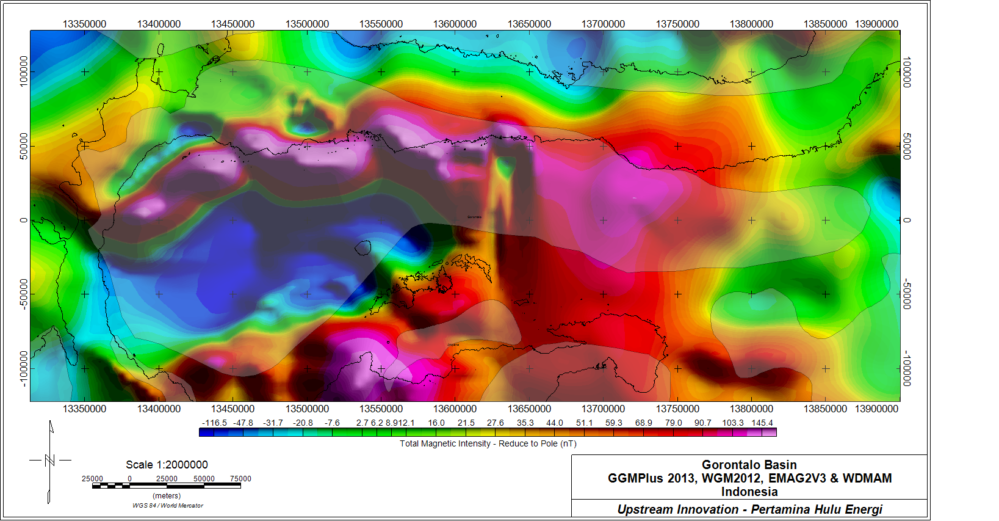 13350000 13400000 13450000 13500000 13550000 13600000 13650000 13700000 13750000 13800000 13850000 13900000
100000 100000
50000 50000
0 0
-50000 -50000
-100000 -100000
Gorontalo
13350000 13400000 13450000 13500000 13550000 13600000 13650000 13700000 13750000 13800000 13850000 13900000
-116.5 -47.8 -31.7 -20.8 -7.6 2.7 6.2 8.9 12.1 16.0 21.5 27.6 35.3 44.0 51.1 59.3 68.9 79.0 90.7 103.3 145.4
Total Magnetic Intensity - Reduce to Pole (nT)
N
Scale 1:2000000
25000 0 25000 50000 75000
(meters)
WGS 84 / World Mercator
Gorontalo Basin
GGMPlus 2013, WGM2012, EMAG2V3 & WDMAM
Indonesia
Upstream Innovation - Pertamina Hulu Energi